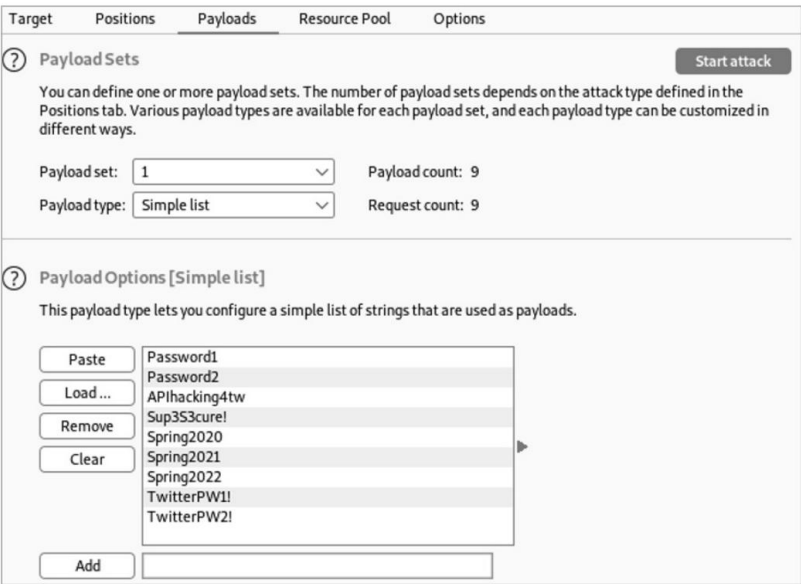 Target Positions Payloads Resource Pool Options
? Payload Sets Start attack
You can define one or more payload sets. The number of payload sets depends on the attack type defined in the
Positions tab. Various payload types are available for each payload set, and each payload type can be customized in
different ways.
Payload set: 1 Payload count: 9
Payload type: Simple list Request count: 9
? Payload Options [Simple list]
This payload type lets you configure a simple list of strings that are used as payloads.
Paste
Load ...
Remove
Clear
Password1
Password2
APIhacking4tw
Sup3S3cure!
Spring2020
Spring2021
Spring2022
TwitterPW1!
TwitterPW2!
Add